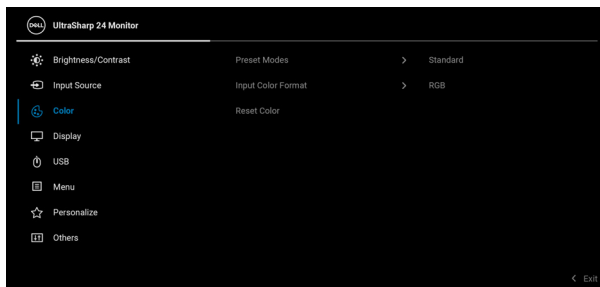 DELL UltraSharp 24 Monitor
Brightness/Contrast Preset Modes > Standard
Input Source Input Color Format > RGB
Color Reset Color
Display
USB
Menu
Personalize
Others
< Exit